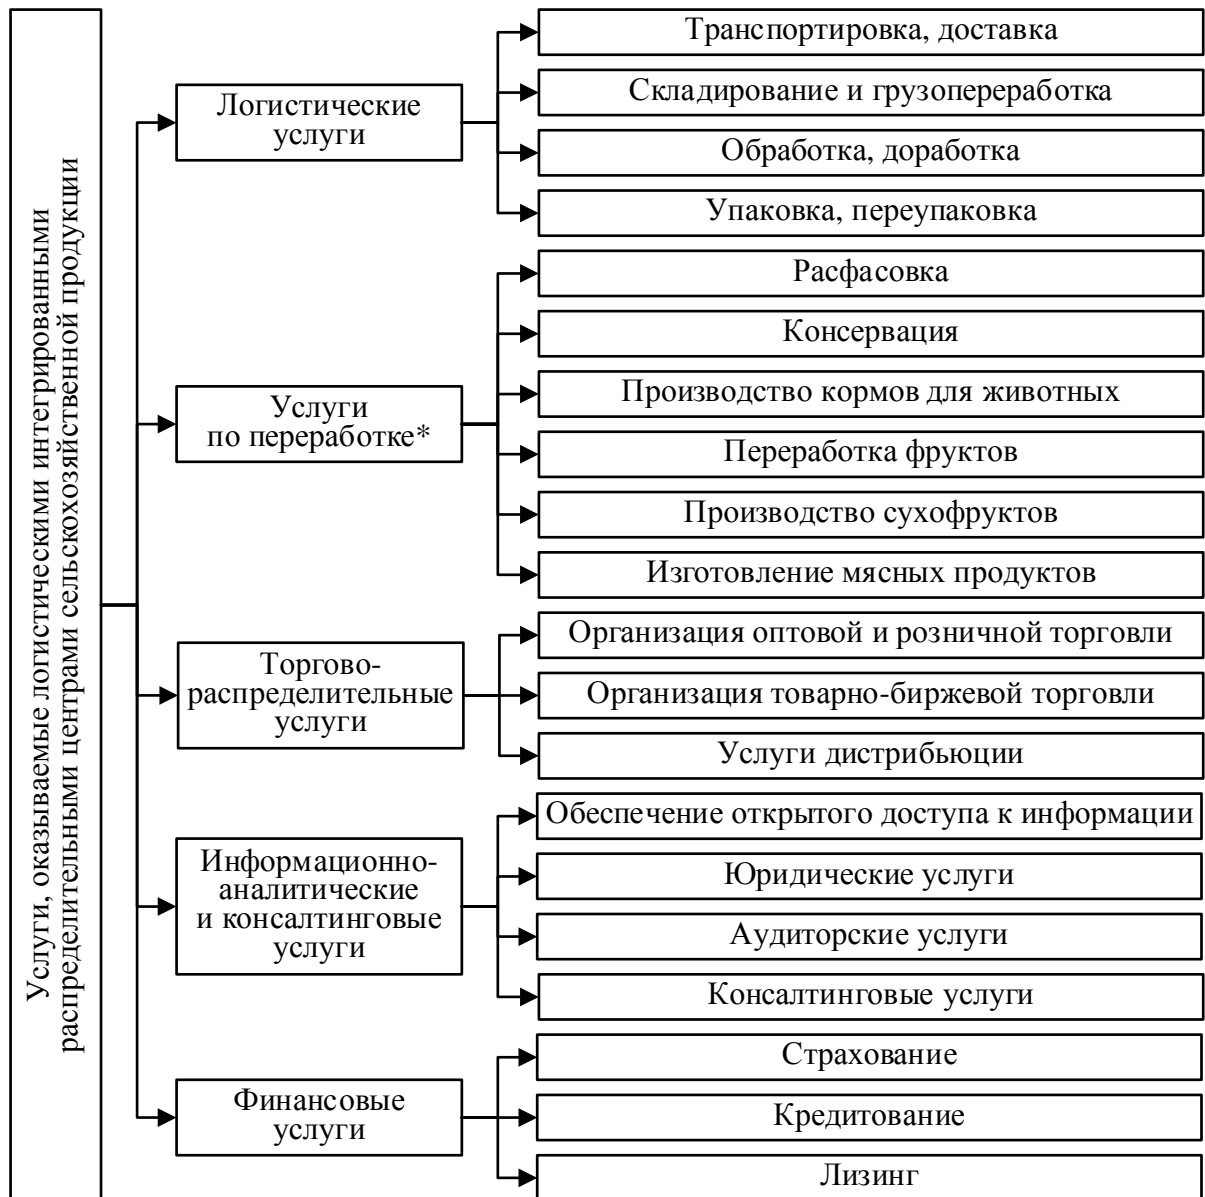 Услуги, оказываемые логистическими интегрированными
распределительными центрами сельскохозяйственной продукции
Логистические
услуги
Транспортировка, доставка
Складирование и грузопереработка
Обработка, доработка
Упаковка, переупаковка
Услуги
по переработке*
Расфасовка
Консервация
Производство кормов для животных
Переработка фруктов
Производство сухофруктов
Изготовление мясных продуктов
Торгово-
распределительные
услуги
Организация оптовой и розничной торговли
Организация товарно-биржевой торговли
Услуги дистрибьюции
Информационно-
аналитические
и консалтинговые
услуги
Обеспечение открытого доступа к информации
Юридические услуги
Аудиторские услуги
Консалтинговые услуги
Финансовые
услуги
Страхование
Кредитование
Лизинг